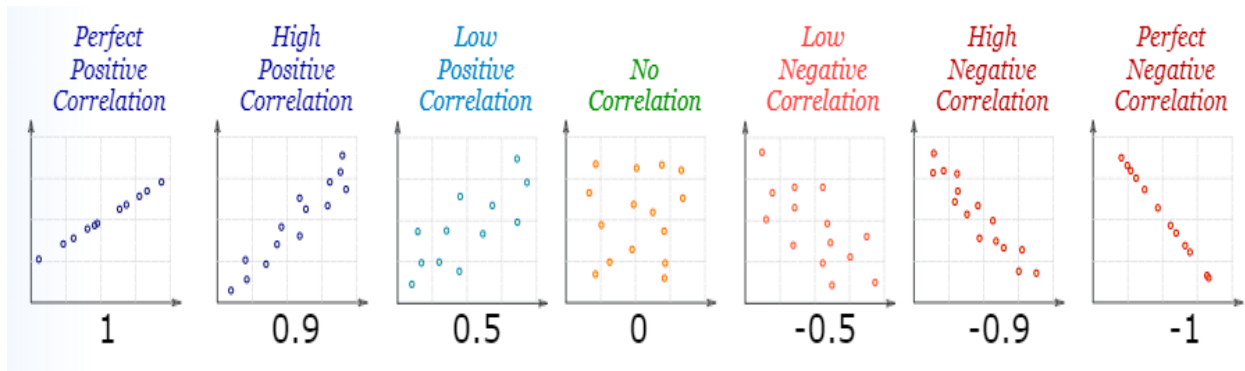 Perfect
Positive
Correlation
High
Positive
Correlation
Low
Positive
Correlation
No
Correlation
Low
Negative
Correlation
High
Negative
Correlation
Perfect
Negative
Correlation
1
0.9
0.5
0
-0.5
-0.9
-1